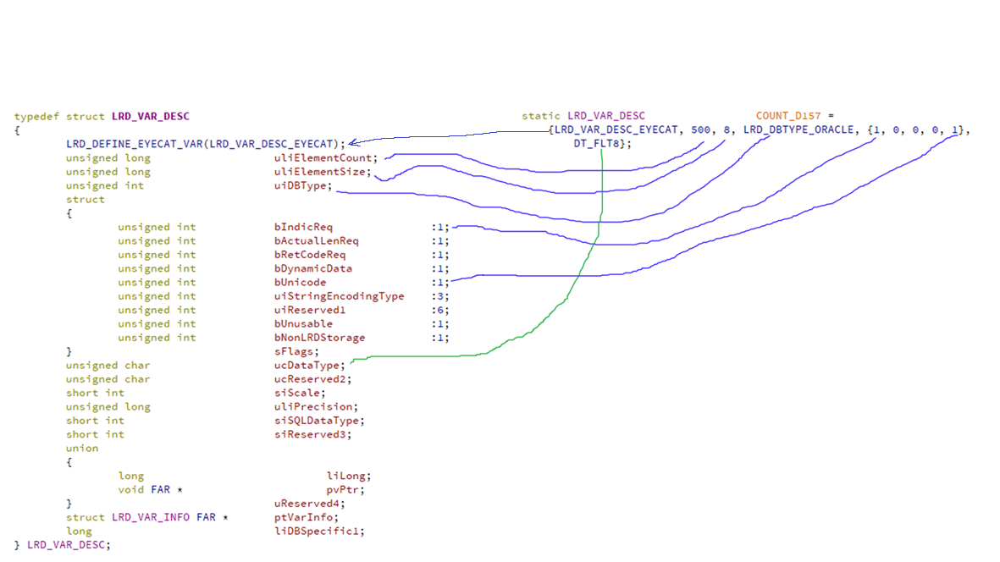 typedef struct LRD_VAR_DESC
{
LRD_DEFINE_EYECAT_VAR(LRD_VAR_DESC_EYECAT);
unsigned long uliElementCount;
unsigned long uliElementSize;
unsigned int uiDBType;
struct
{
unsigned int bIndicReq :1;
unsigned int bActualLenReq :1;
unsigned int bRetCodeReq :1;
unsigned int bDynamicData :1;
unsigned int bUnicode :1;
unsigned int uiStringEncodingType :3;
unsigned int uiReserved1 :6;
unsigned int bUnusable :1;
unsigned int bNonLRDStorage :1;
} sFlags;
unsigned char ucDataType;
unsigned char ucReserved2;
short int siScale;
unsigned long uliPrecision;
short int siSQLDataType;
short int siReserved3;
union
{
long liLong;
void FAR * pvPtr;
} uReserved4;
struct LRD_VAR_INFO FAR * ptVarInfo;
long liDBSpecific1;
} LRD_VAR_DESC;
static LRD_VAR_DESC COUNT_D157 =
{LRD_VAR_DESC_EYECAT, 500, 8, LRD_DBTYPE_ORACLE, {1, 0, 0, 0, 1},
DT_FLT8};